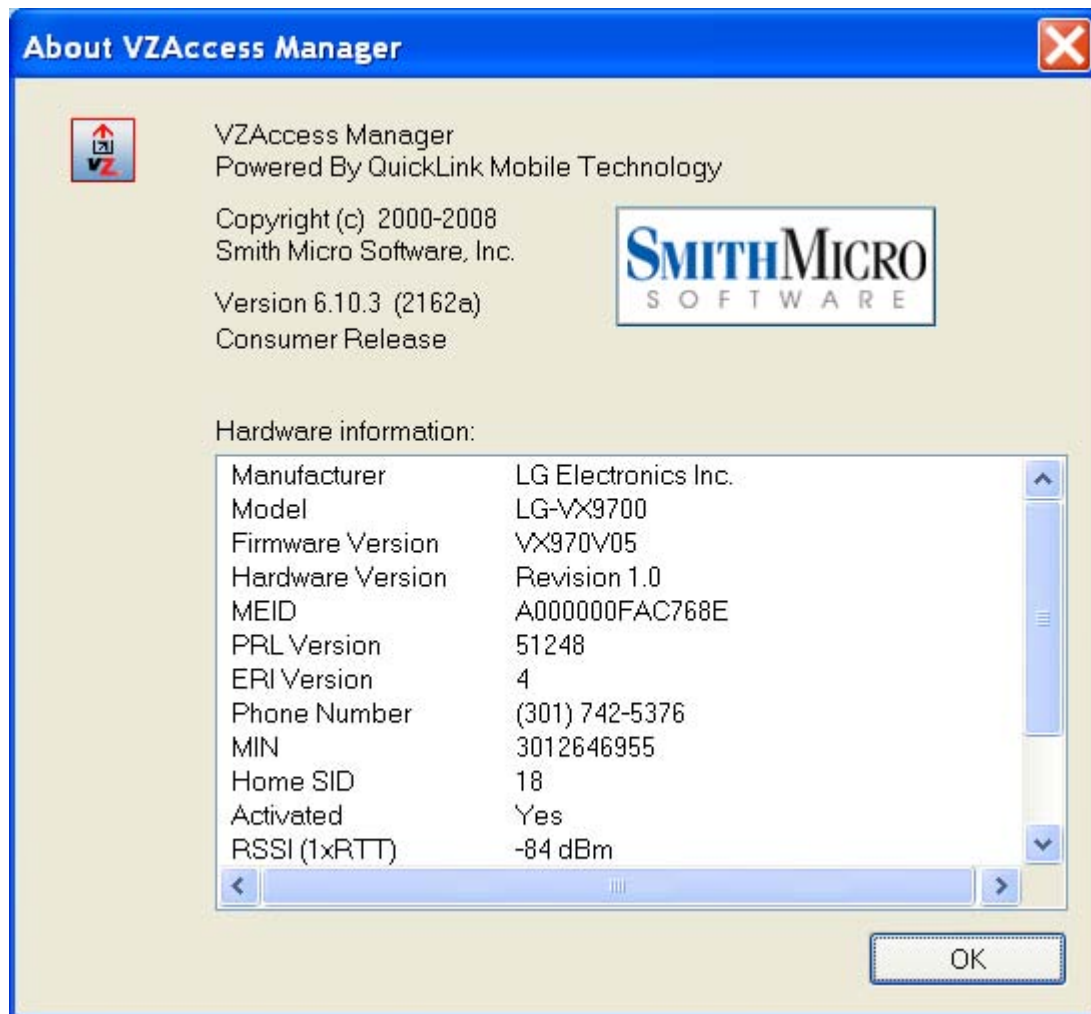 About VZAccess Manager
VZ
VZAccess Manager
Powered By QuickLink Mobile Technology
Copyright (c) 2000-2008
Smith Micro Software, Inc.
SMITHMICRO
SOFTWARE
Version 6.10.3 (2162a)
Consumer Release
Hardware information:
Manufacturer LG Electronics Inc.
Model LG-VX9700
Firmware Version VX970V05
Hardware Version Revision 1.0
MEID A000000FAC768E
PRL Version 51248
ERI Version 4
Phone Number (301) 742-5376
MIN 3012646955
Home SID 18
Activated Yes
RSSI (1xRTT) -84 dBm
OK